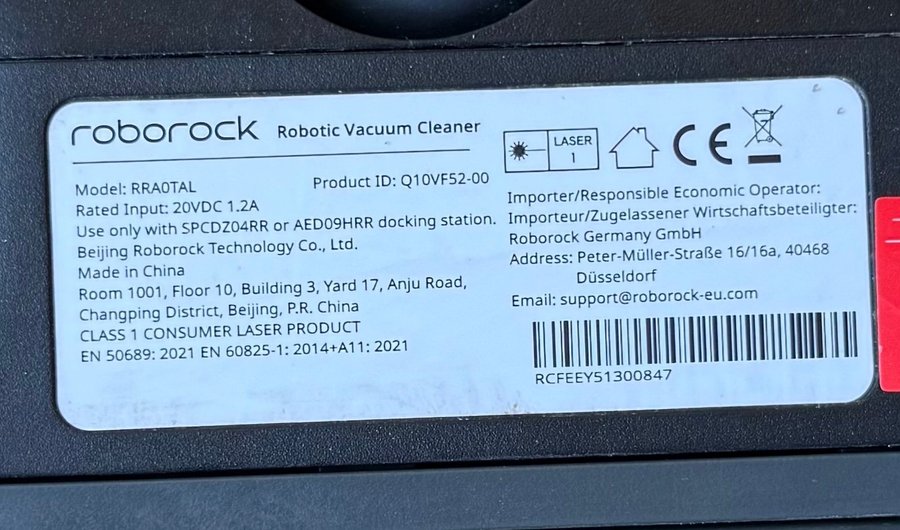 roborock Robotic Vacuum Cleaner
Model: RRA0TAL Product ID: Q10VF52-00
Rated Input: 20VDC 1.2A
Use only with SPCDZ04RR or AED09HRR docking station.
Beijing Roborock Technology Co., Ltd.
Made in China
Room 1001, Floor 10, Building 3, Yard 17, Anju Road,
Changping District, Beijing, P.R. China
CLASS 1 CONSUMER LASER PRODUCT
EN 50689: 2021 EN 60825-1: 2014+A11: 2021
LASER
1
CE
Importer/Responsible Economic Operator:
Importeur/Zugelassener Wirtschaftsbeteiligter:
Roborock Germany GmbH
Address: Peter-Müller-Straße 16/16a, 40468
Düsseldorf
Email: support@roborock-eu.com
RCFEEY51300847